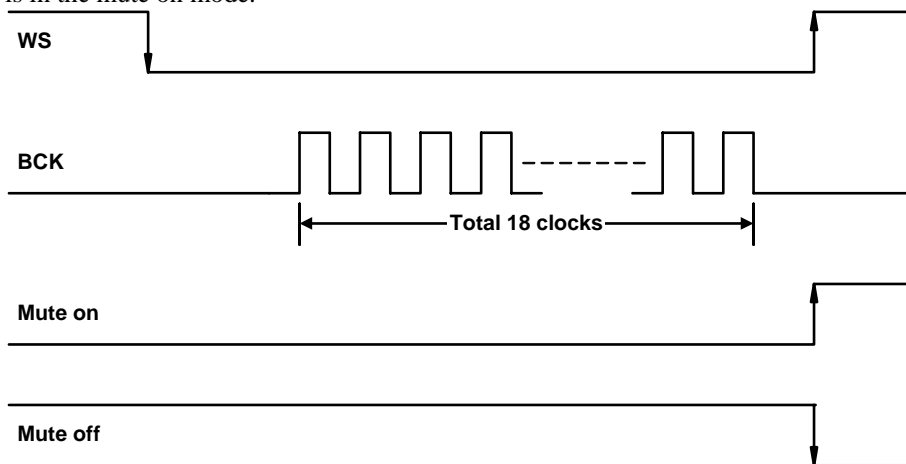 is in the mute on mode.
WS
BCK
Total 18 clocks
Mute on
Mute off